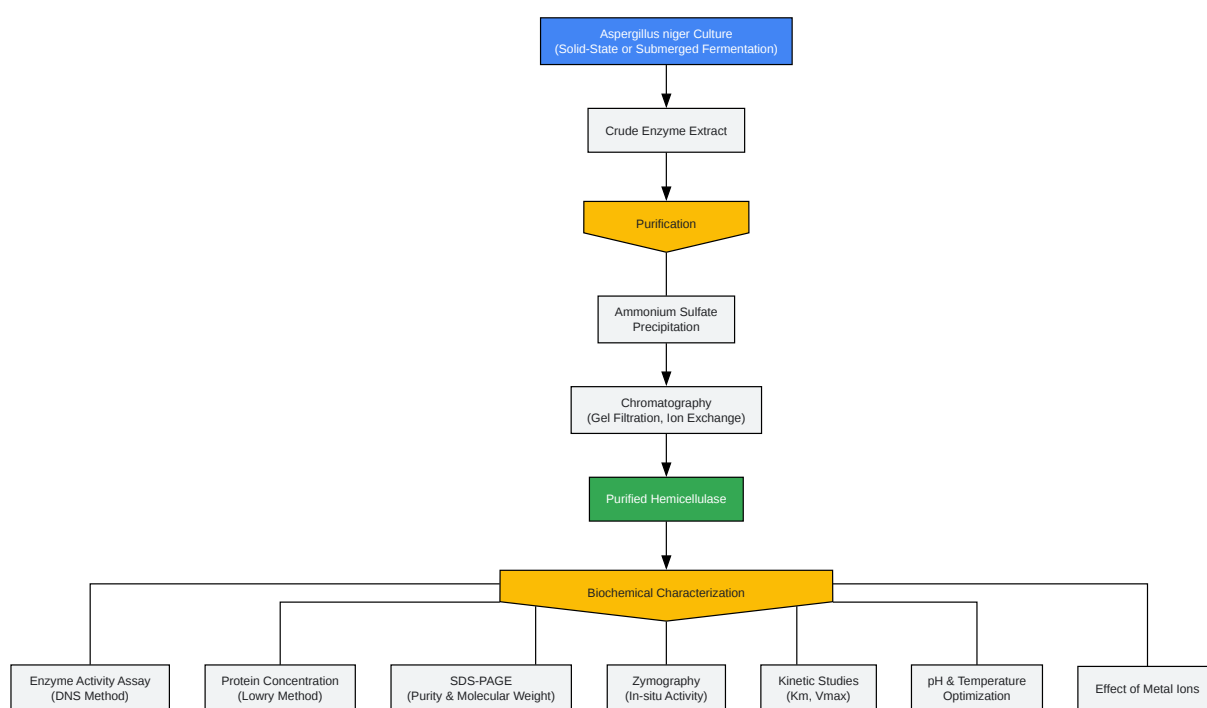 Aspergillus niger Culture
(Solid-State or Submerged Fermentation)
Crude Enzyme Extract
Purification
Ammonium Sulfate
Precipitation
Chromatography
(Gel Filtration, Ion Exchange)
Purified Hemicellulase
Biochemical Characterization
Enzyme Activity Assay
(DNS Method)
Protein Concentration
(Lowry Method)
SDS-PAGE
(Purity & Molecular Weight)
Zymography
(In-situ Activity)
Kinetic Studies
(Km, Vmax)
pH & Temperature
Optimization
Effect of Metal Ions